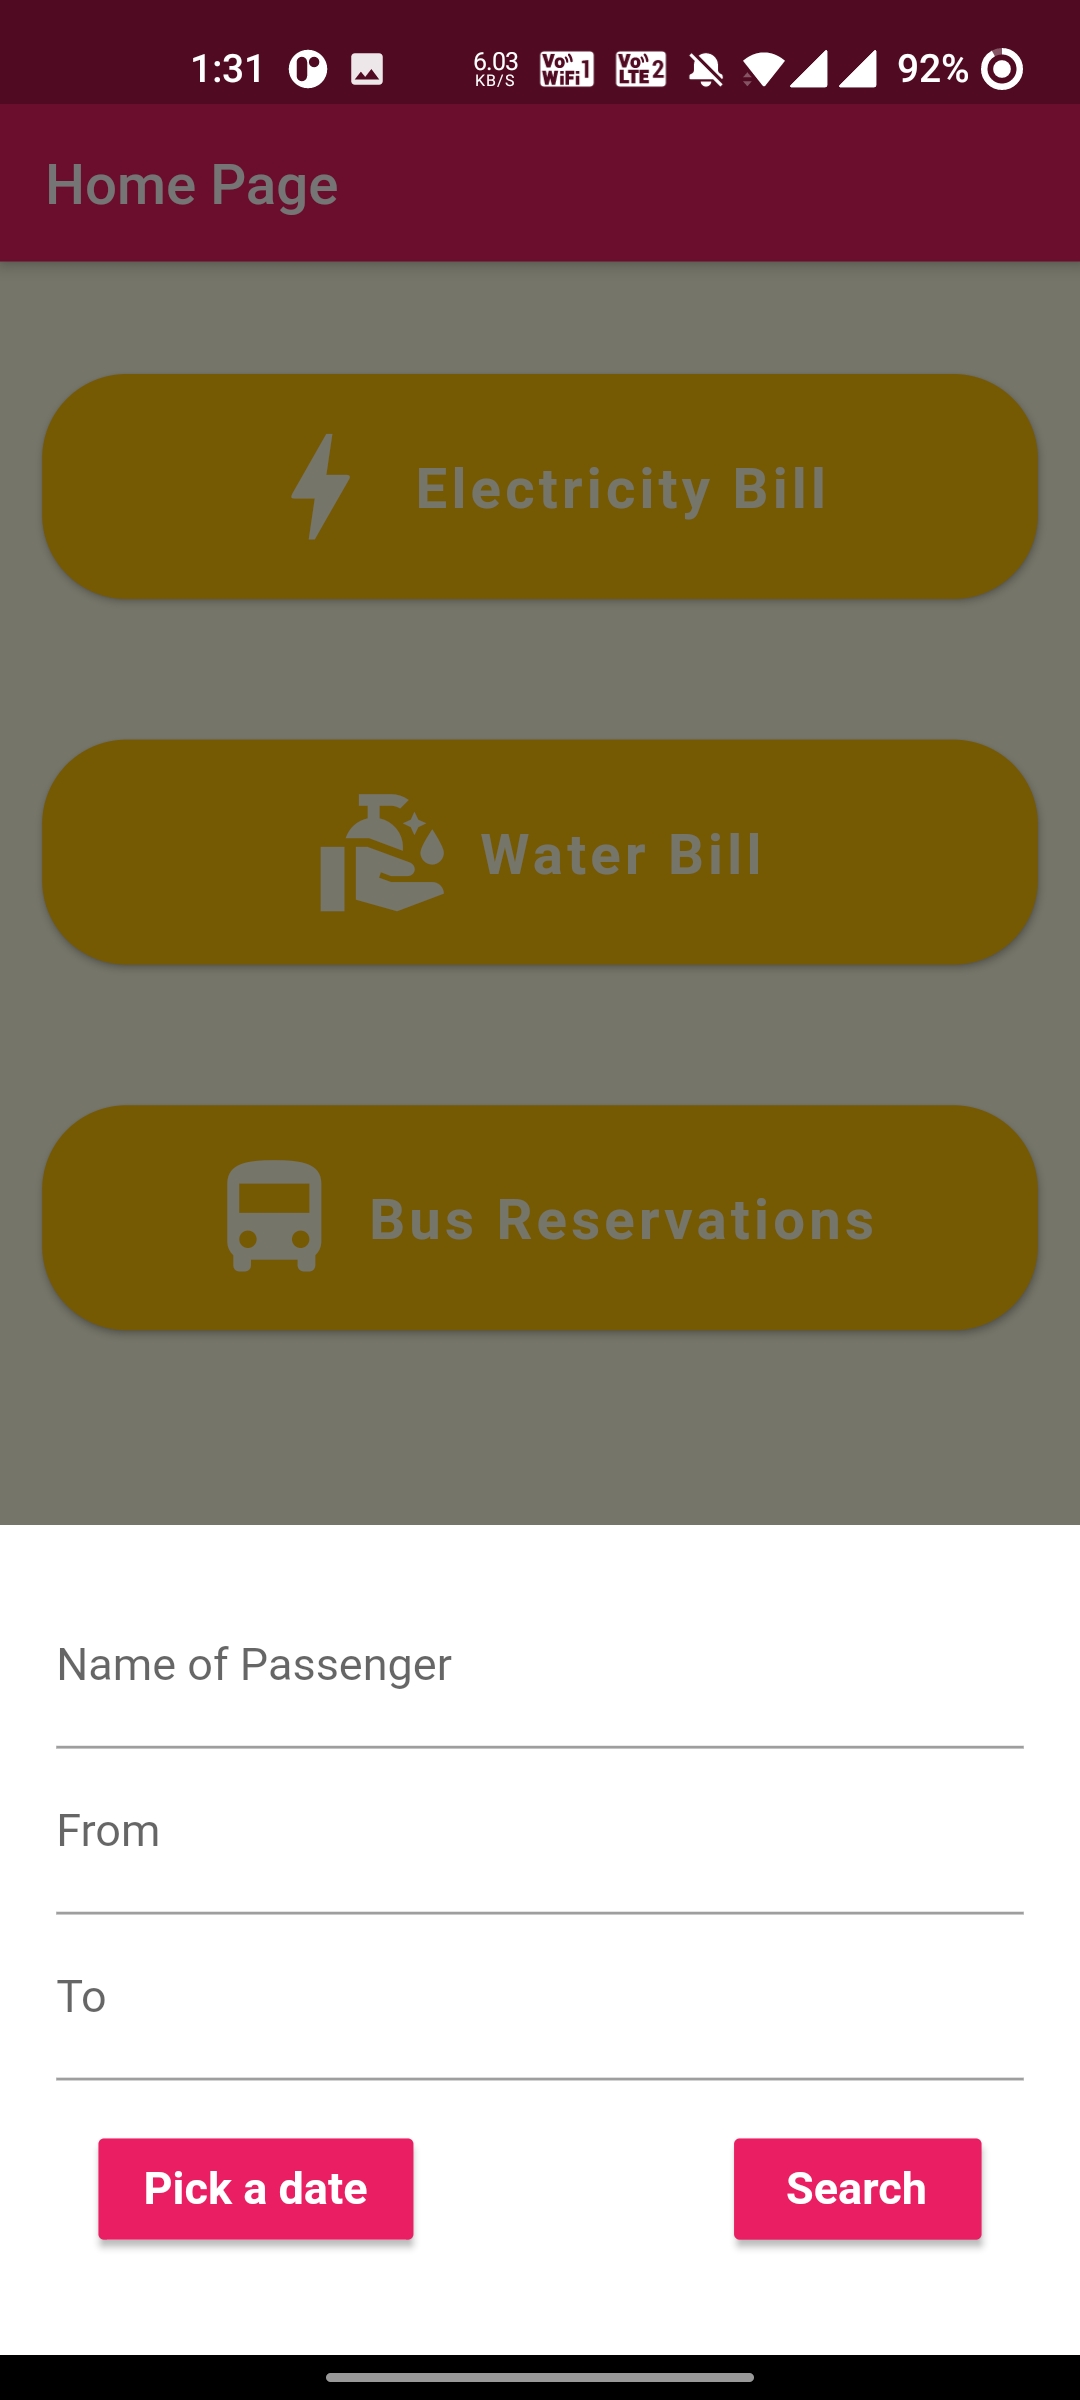 1:31 6.03 KB/S Vo)) WiFi 1 Vo)) LTE 2 92%
Home Page
Electricity Bill
Water Bill
Bus Reservations
Name of Passenger
From
To
Pick a date Search